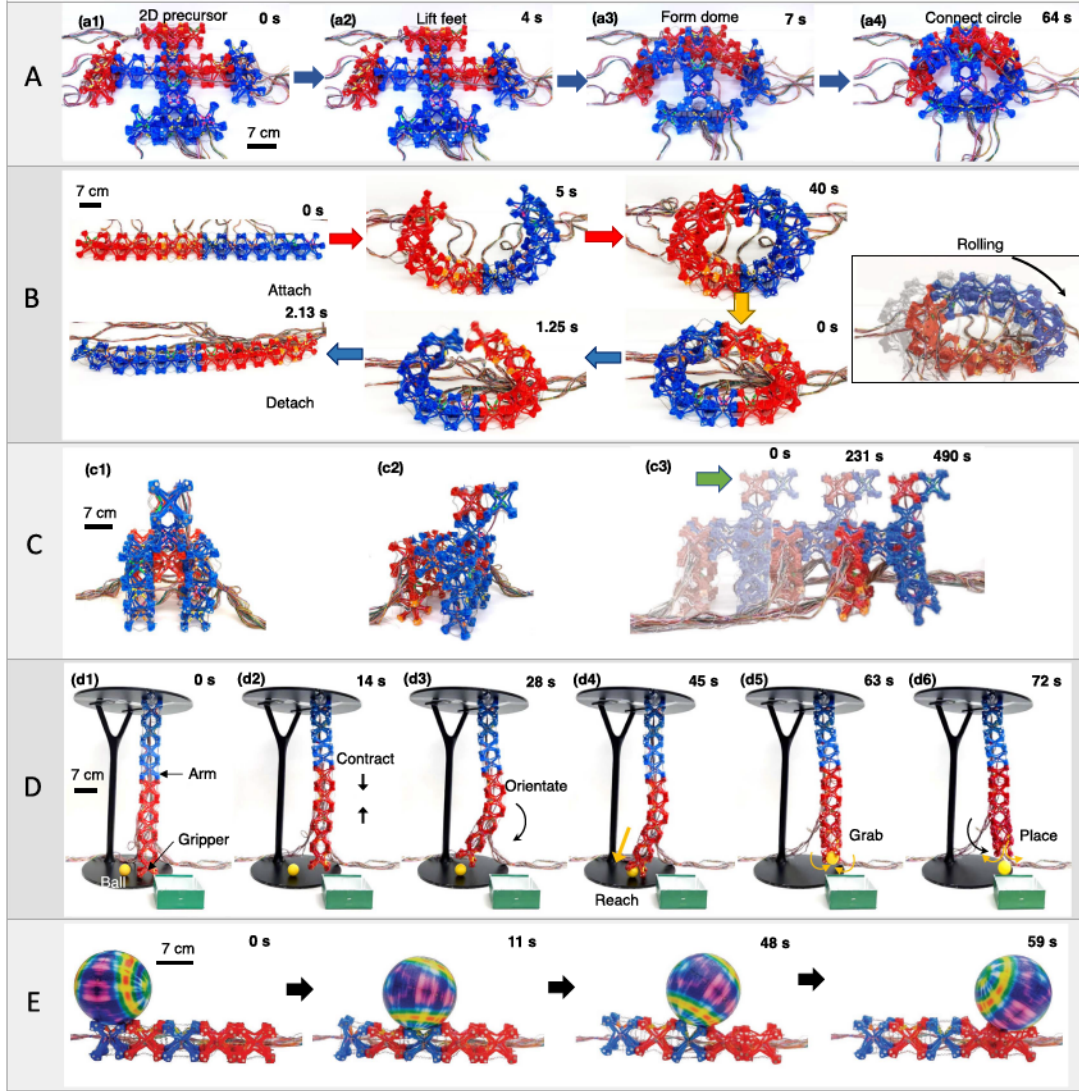 A
(a1) 2D precursor 0 s
7 cm
(a2) Lift feet 4 s
(a3) Form dome 7 s
(a4) Connect circle 64 s
B
7 cm
0 s
5 s
40 s
Attach
Rolling
2.13 s
1.25 s
0 s
Detach
C
(c1)
7 cm
(c2)
(c3)
0 s 231 s 490 s
D
(d1) 0 s
7 cm
Arm
Gripper
Ball
(d2) 14 s
Contract
(d3) 28 s
Orientate
(d4) 45 s
Reach
(d5) 63 s
Grab
(d6) 72 s
Place
E
0 s
7 cm
11 s
48 s
59 s